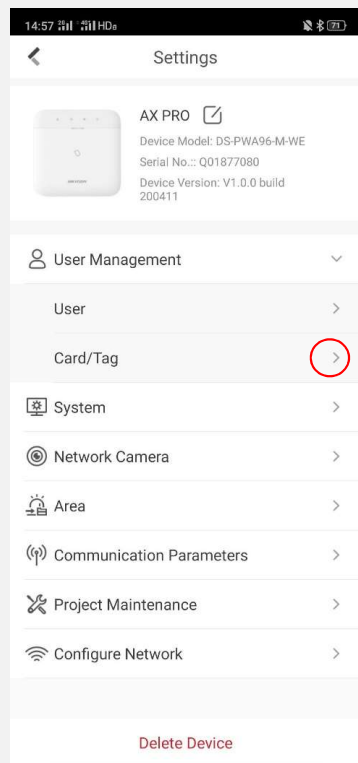 14:57 HD
Settings
AX PRO
Device Model: DS-PWA96-M-WE
Serial No.:: Q01877080
Device Version: V1.0.0 build
200411
User Management
User
Card/Tag
System
Network Camera
Area
Communication Parameters
Project Maintenance
Configure Network
Delete Device